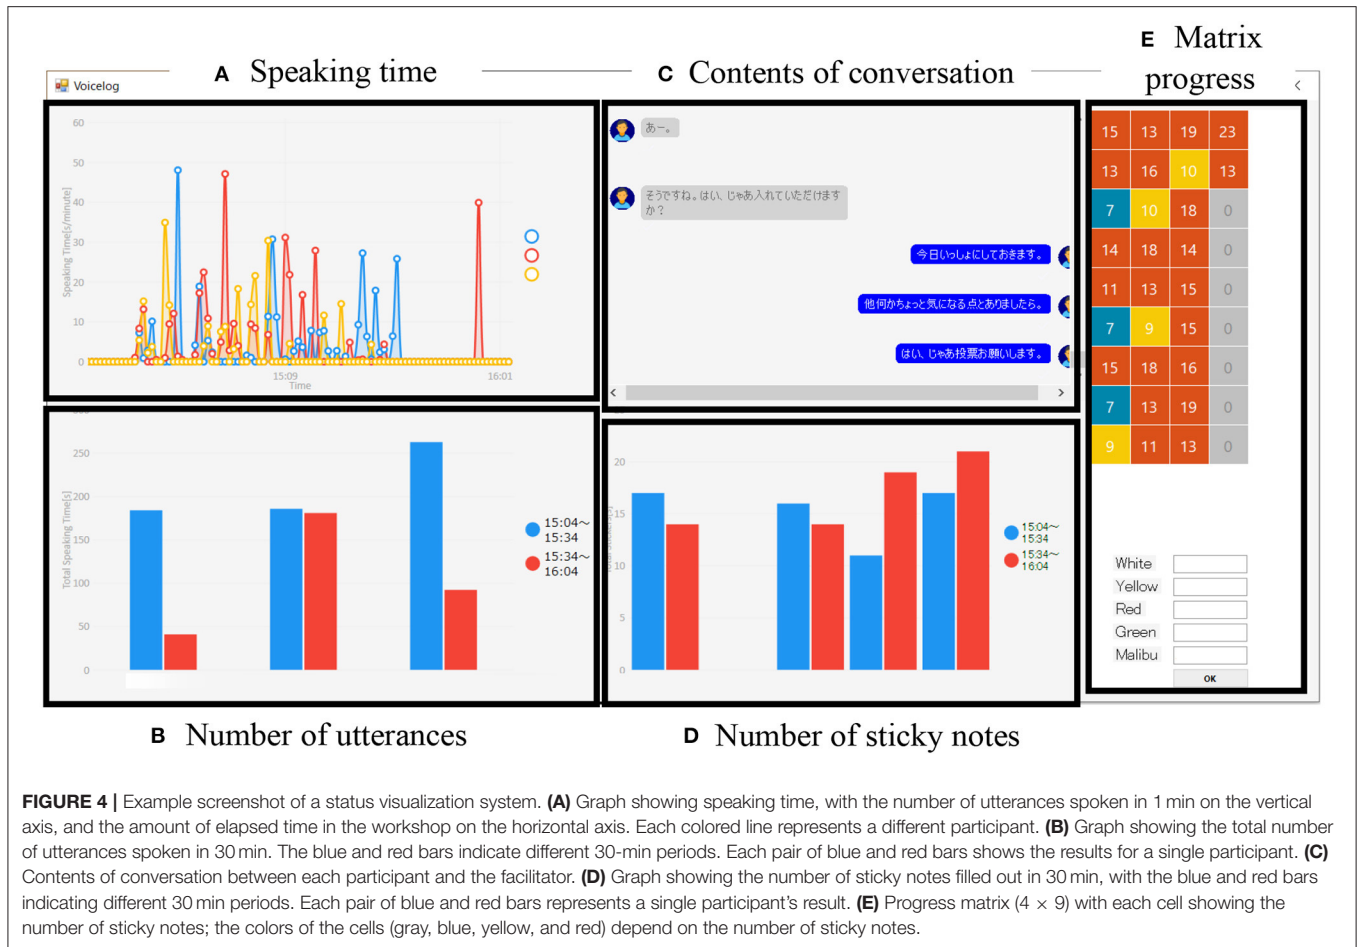 A Speaking time
C Contents of conversation
E Matrix
progress
Voicelog
60
50
40
30
20
10
0
Speaking Time[s/minute]
15:09
16:01
Time
あー。
そうですね。はい、じゃあ入れていただけます
か？
今日いっしょにしておきます。
他何かちょっと気になる点とありましたら。
はい、じゃあ投票お願いします。
15 13 19 23
13 16 10 13
7 10 18 0
14 18 14 0
11 13 15 0
7 9 15 0
15 18 16 0
7 13 19 0
9 11 13 0
White
Yellow
Red
Green
Malibu
OK
250
200
150
100
50
0
Total Speaking Time[s]
15:04～
15:34
15:34～
16:04
20
15
10
5
0
15:04～
15:34
15:34～
16:04
B Number of utterances
D Number of sticky notes
FIGURE 4 | Example screenshot of a status visualization system. (A) Graph showing speaking time, with the number of utterances spoken in 1 min on the vertical
axis, and the amount of elapsed time in the workshop on the horizontal axis. Each colored line represents a different participant. (B) Graph showing the total number
of utterances spoken in 30 min. The blue and red bars indicate different 30-min periods. Each pair of blue and red bars shows the results for a single participant. (C)
Contents of conversation between each participant and the facilitator. (D) Graph showing the number of sticky notes filled out in 30 min, with the blue and red bars
indicating different 30 min periods. Each pair of blue and red bars represents a single participant's result. (E) Progress matrix (4 × 9) with each cell showing the
number of sticky notes; the colors of the cells (gray, blue, yellow, and red) depend on the number of sticky notes.